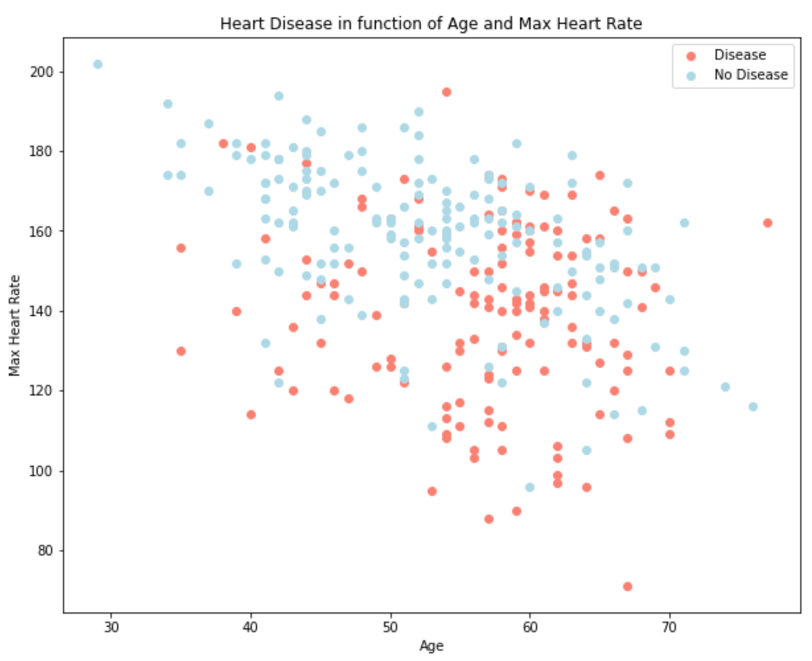 Heart Disease in function of Age and Max Heart Rate
Disease
No Disease
200
180
160
140
120
100
80
Max Heart Rate
30 40 50 60 70
Age